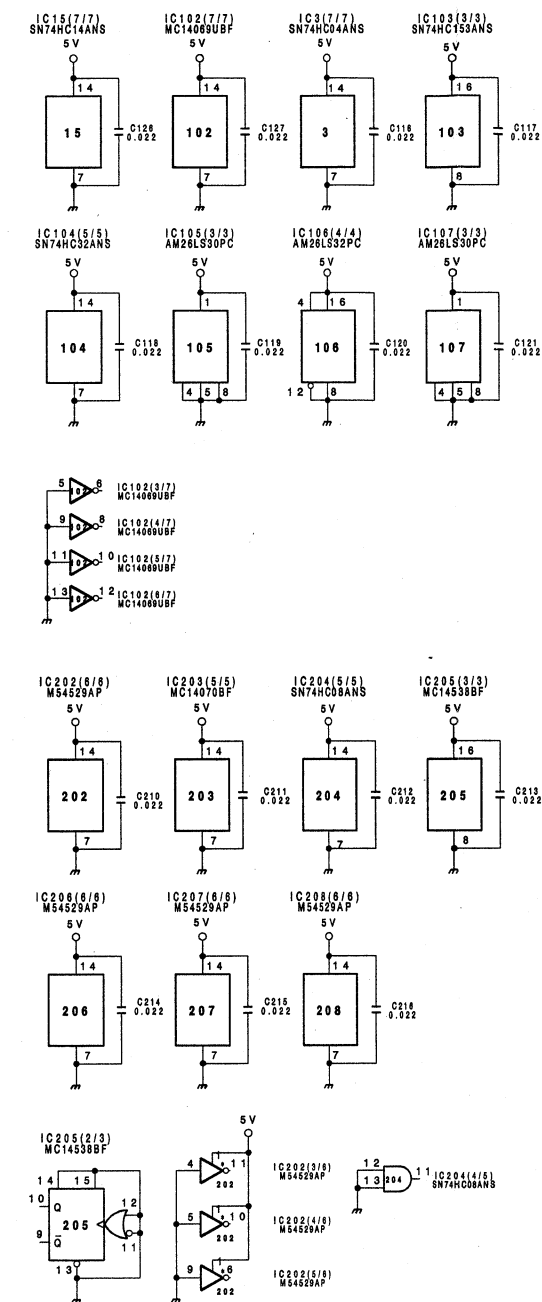 IC15(7/7) IC102(7/7) IC3(7/7) IC103(3/3)
SN74HC14ANS MC14069UBF SN74HC04ANS SN74HC153ANS
5V 5V 5V 5V
14 14 14 16
15 C126 0.022 102 C127 0.022 3 C116 0.022 103 C117 0.022
7 7 7 8
IC104(5/5) IC105(3/3) IC106(4/4) IC107(3/3)
SN74HC32ANS AM26LS30PC AM26LS32PC AM26LS30PC
5V 5V 5V 5V
14 1 4 16 1
104 C118 0.022 105 C119 0.022 106 C120 0.022 107 C121 0.022
7 4 5 8 12 8 4 5 8
5 102 6 IC102(3/7)
MC14069UBF
9 102 8 IC102(4/7)
MC14069UBF
11 102 10 IC102(5/7)
MC14069UBF
13 102 12 IC102(6/7)
MC14069UBF
IC202(6/6) IC203(5/5) IC204(5/5) IC205(3/3)
M54529AP MC14070BF SN74HC08ANS MC14538BF
5V 5V 5V 5V
14 14 14 16
202 C210 0.022 203 C211 0.022 204 C212 0.022 205 C213 0.022
7 7 7 8
IC206(6/6) IC207(6/6) IC208(6/6)
M54529AP M54529AP M54529AP
5V 5V 5V
14 14 14
206 C214 0.022 207 C215 0.022 208 C216 0.022
7 7 7
IC205(2/3)
MC14538BF
14 15
10 Q 12
205
9 Q̅ 11
13
5V
4 11 IC202(3/6)
202 M54529AP
5 10 IC202(4/6)
202 M54529AP
9 6 IC202(5/6)
202 M54529AP
12
13 204 11 IC204(4/5)
SN74HC08ANS